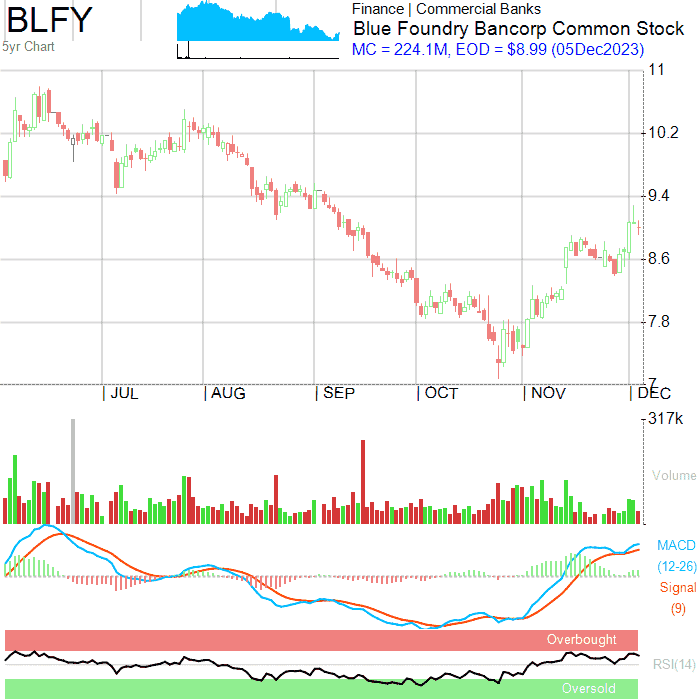 BLFY
5yr Chart
Finance | Commercial Banks
Blue Foundry Bancorp Common Stock
MC = 224.1M, EOD = $8.99 (05Dec2023)
11
10.2
9.4
8.6
7.8
7
JUL AUG SEP OCT NOV DEC
317k
Volume
MACD
(12-26)
Signal
(9)
Overbought
RSI(14)
Oversold